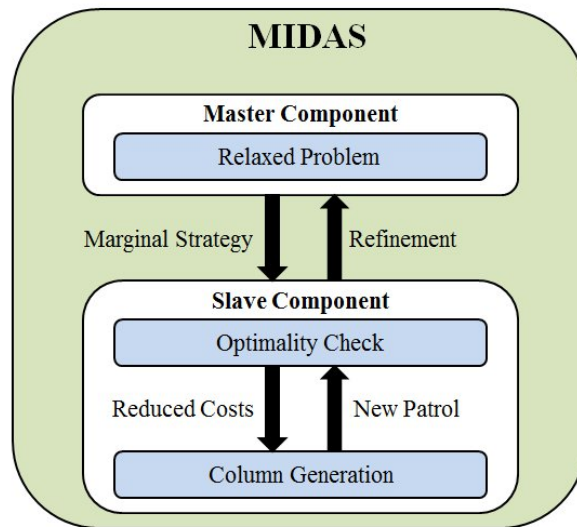 MIDAS
Master Component
Relaxed Problem
Marginal Strategy Refinement
Slave Component
Optimality Check
Reduced Costs New Patrol
Column Generation